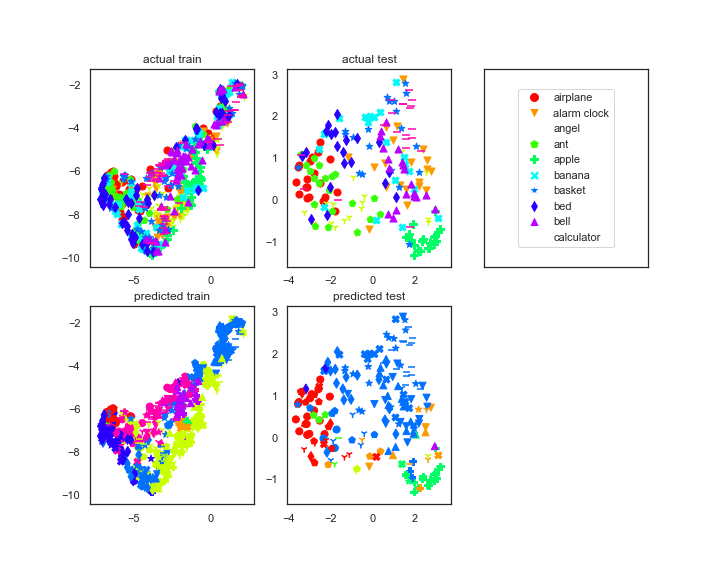 actual train
−2
−4
−6
−8
−10
−5
0
actual test
3
2
1
0
−1
−4
−2
0
2
airplane
alarm clock
angel
ant
apple
banana
basket
bed
bell
calculator
predicted train
−2
−4
−6
−8
−10
−5
0
predicted test
3
2
1
0
−1
−4
−2
0
2